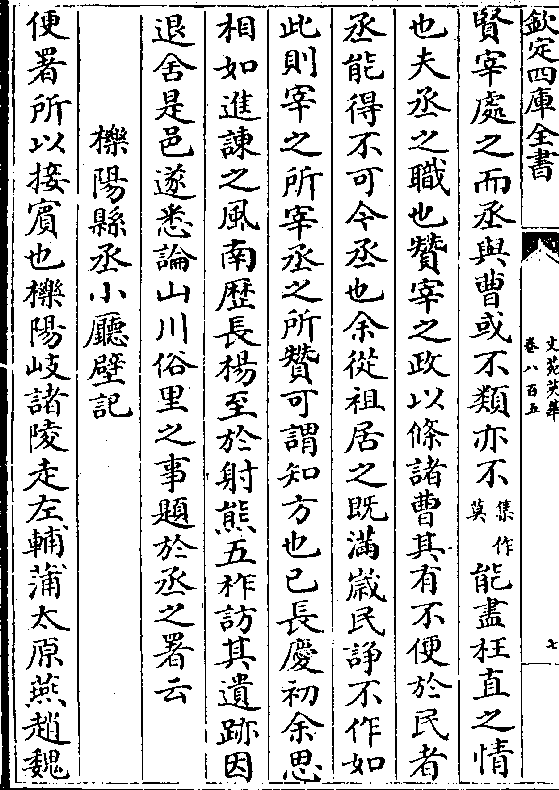 欽定四庫全書
文苑英華
卷八百五
七
賢宰處之而丞與曹或不類亦不集作莫能盡枉直之情
也夫丞之職也贊宰之政以條諸曹其有不便於民者
丞能得不可今丞也余從祖居之既滿歲民諍不作如
此則宰之所宰丞之所贊可謂知方也已長慶初余思
相如進諫之風南歷長楊至於射熊五柞訪其遺跡因
退舍是邑遂悉論山川俗里之事題於丞之署云
櫟陽縣丞小廳壁記
便署所以接賓也櫟陽岐諸陵走左輔蒲太原燕趙魏